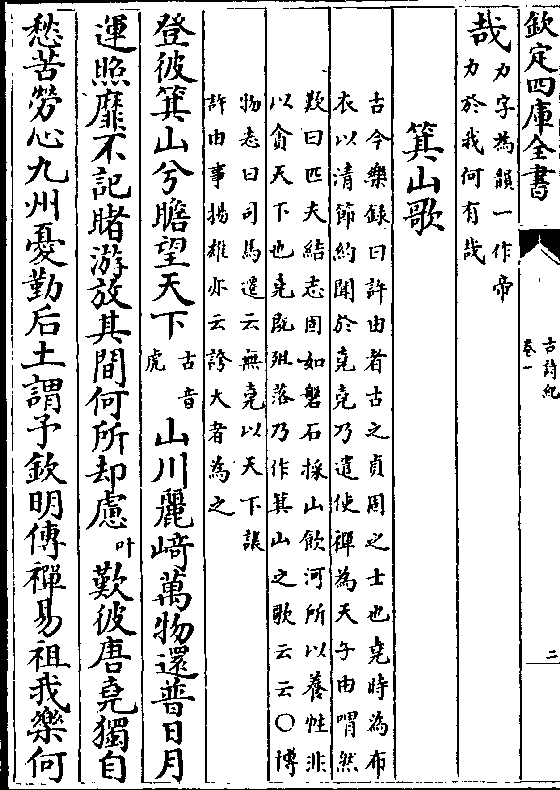 欽定四庫全書
古詩紀
卷一
二
哉力字為韻一作帝
力於我何有哉
箕山歌
古今樂錄曰許由者古之貞固之士也堯時為布
衣以清節約聞於堯堯乃遣使禪為天子由喟然
歎曰匹夫結志固如磐石採山飲河所以養性非
以貪天下也堯既殂落乃作箕山之歌云云○博
物志曰司馬遷云無堯以天下讓
許由事揚雄亦云誇大者為之
登彼箕山兮瞻望天下古音虎山川麗﨑萬物還普日月
運照靡不記睹游放其間何所却慮叶歎彼唐堯獨自
愁苦勞心九州憂勤后土謂予欽明傳禪易祖我樂何